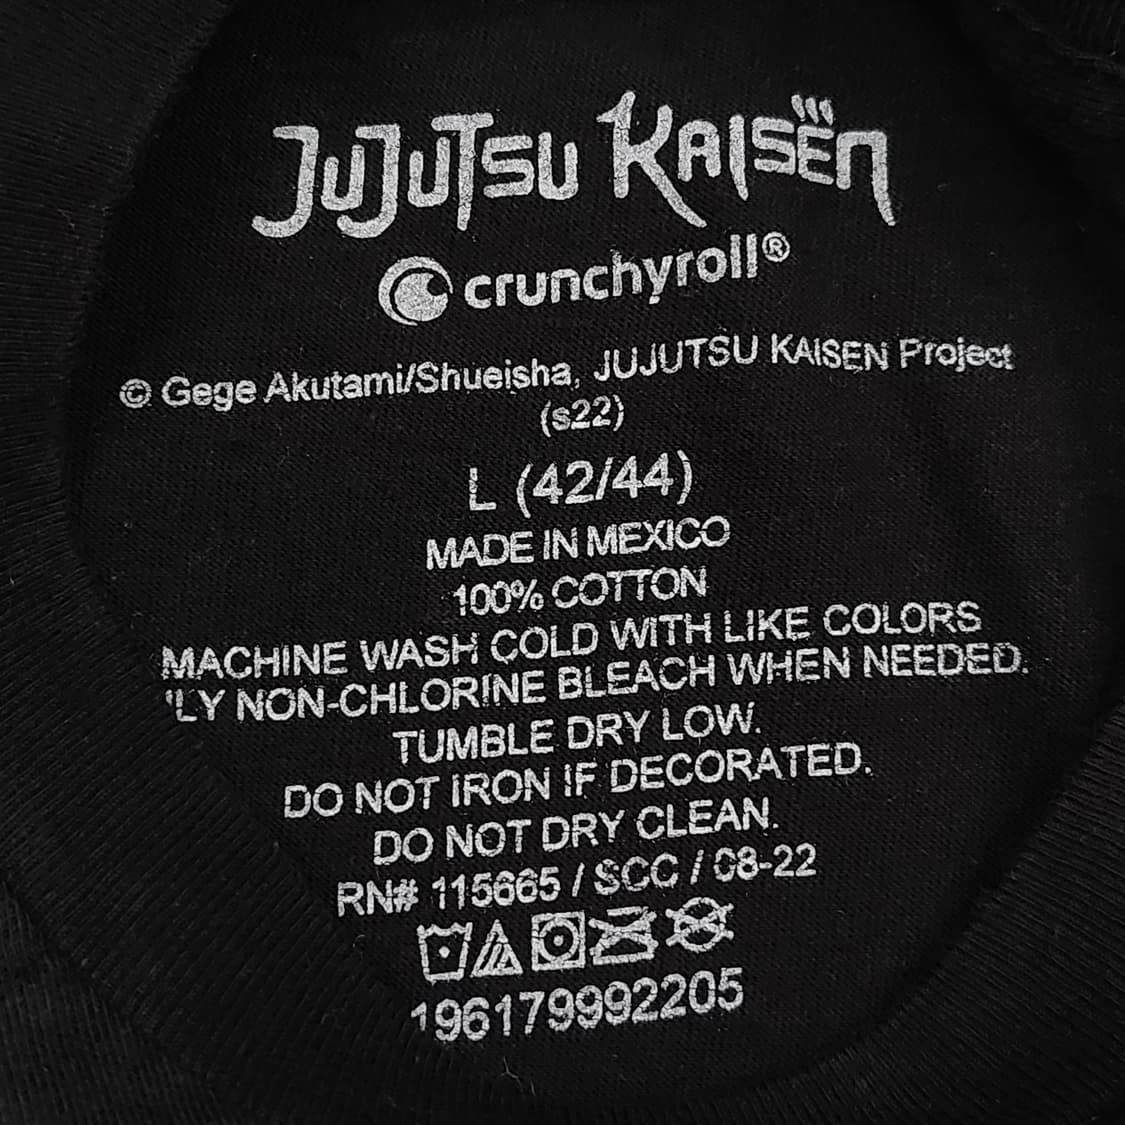 JUJUTSU KAISEN
crunchyroll®
© Gege Akutami/Shueisha, JUJUTSU KAISEN Project
(s22)
L (42/44)
MADE IN MEXICO
100% COTTON
MACHINE WASH COLD WITH LIKE COLORS
LY NON-CHLORINE BLEACH WHEN NEEDED.
TUMBLE DRY LOW.
DO NOT IRON IF DECORATED.
DO NOT DRY CLEAN.
RN# 115665 / SCC / 08-22
196179992205